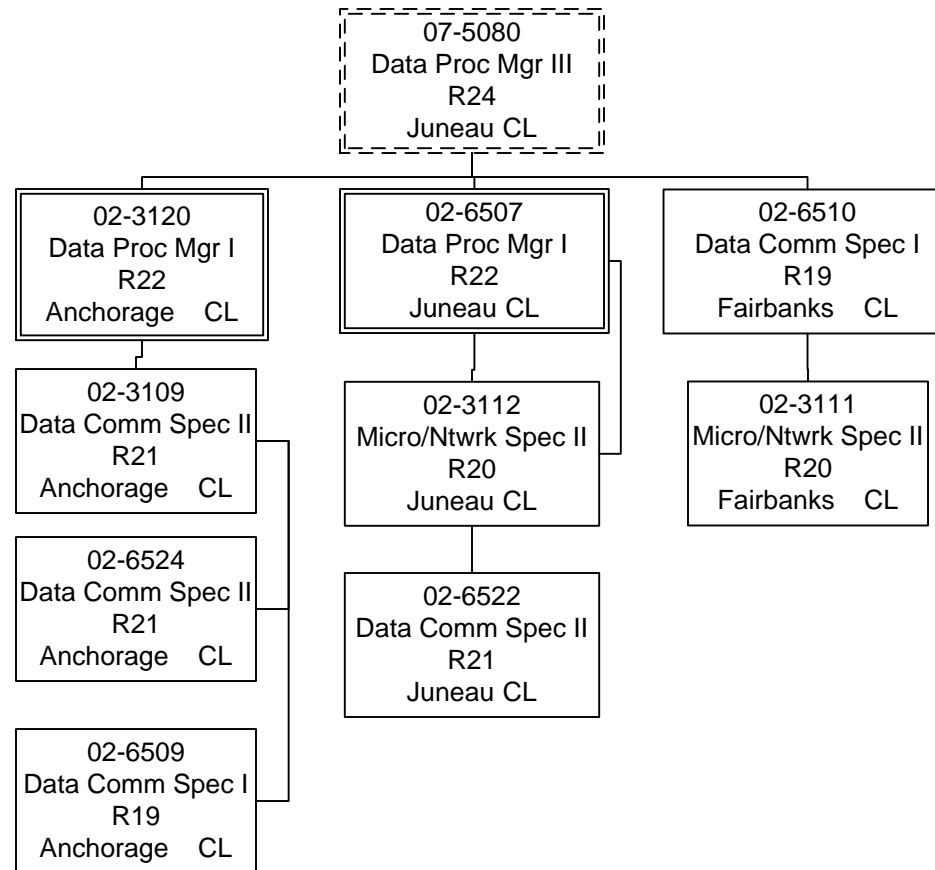 07-5080
Data Proc Mgr III
R24
Juneau CL
02-3120
Data Proc Mgr I
R22
Anchorage CL
02-6507
Data Proc Mgr I
R22
Juneau CL
02-6510
Data Comm Spec I
R19
Fairbanks CL
02-3109
Data Comm Spec II
R21
Anchorage CL
02-3112
Micro/Ntwrk Spec II
R20
Juneau CL
02-3111
Micro/Ntwrk Spec II
R20
Fairbanks CL
02-6524
Data Comm Spec II
R21
Anchorage CL
02-6522
Data Comm Spec II
R21
Juneau CL
02-6509
Data Comm Spec I
R19
Anchorage CL